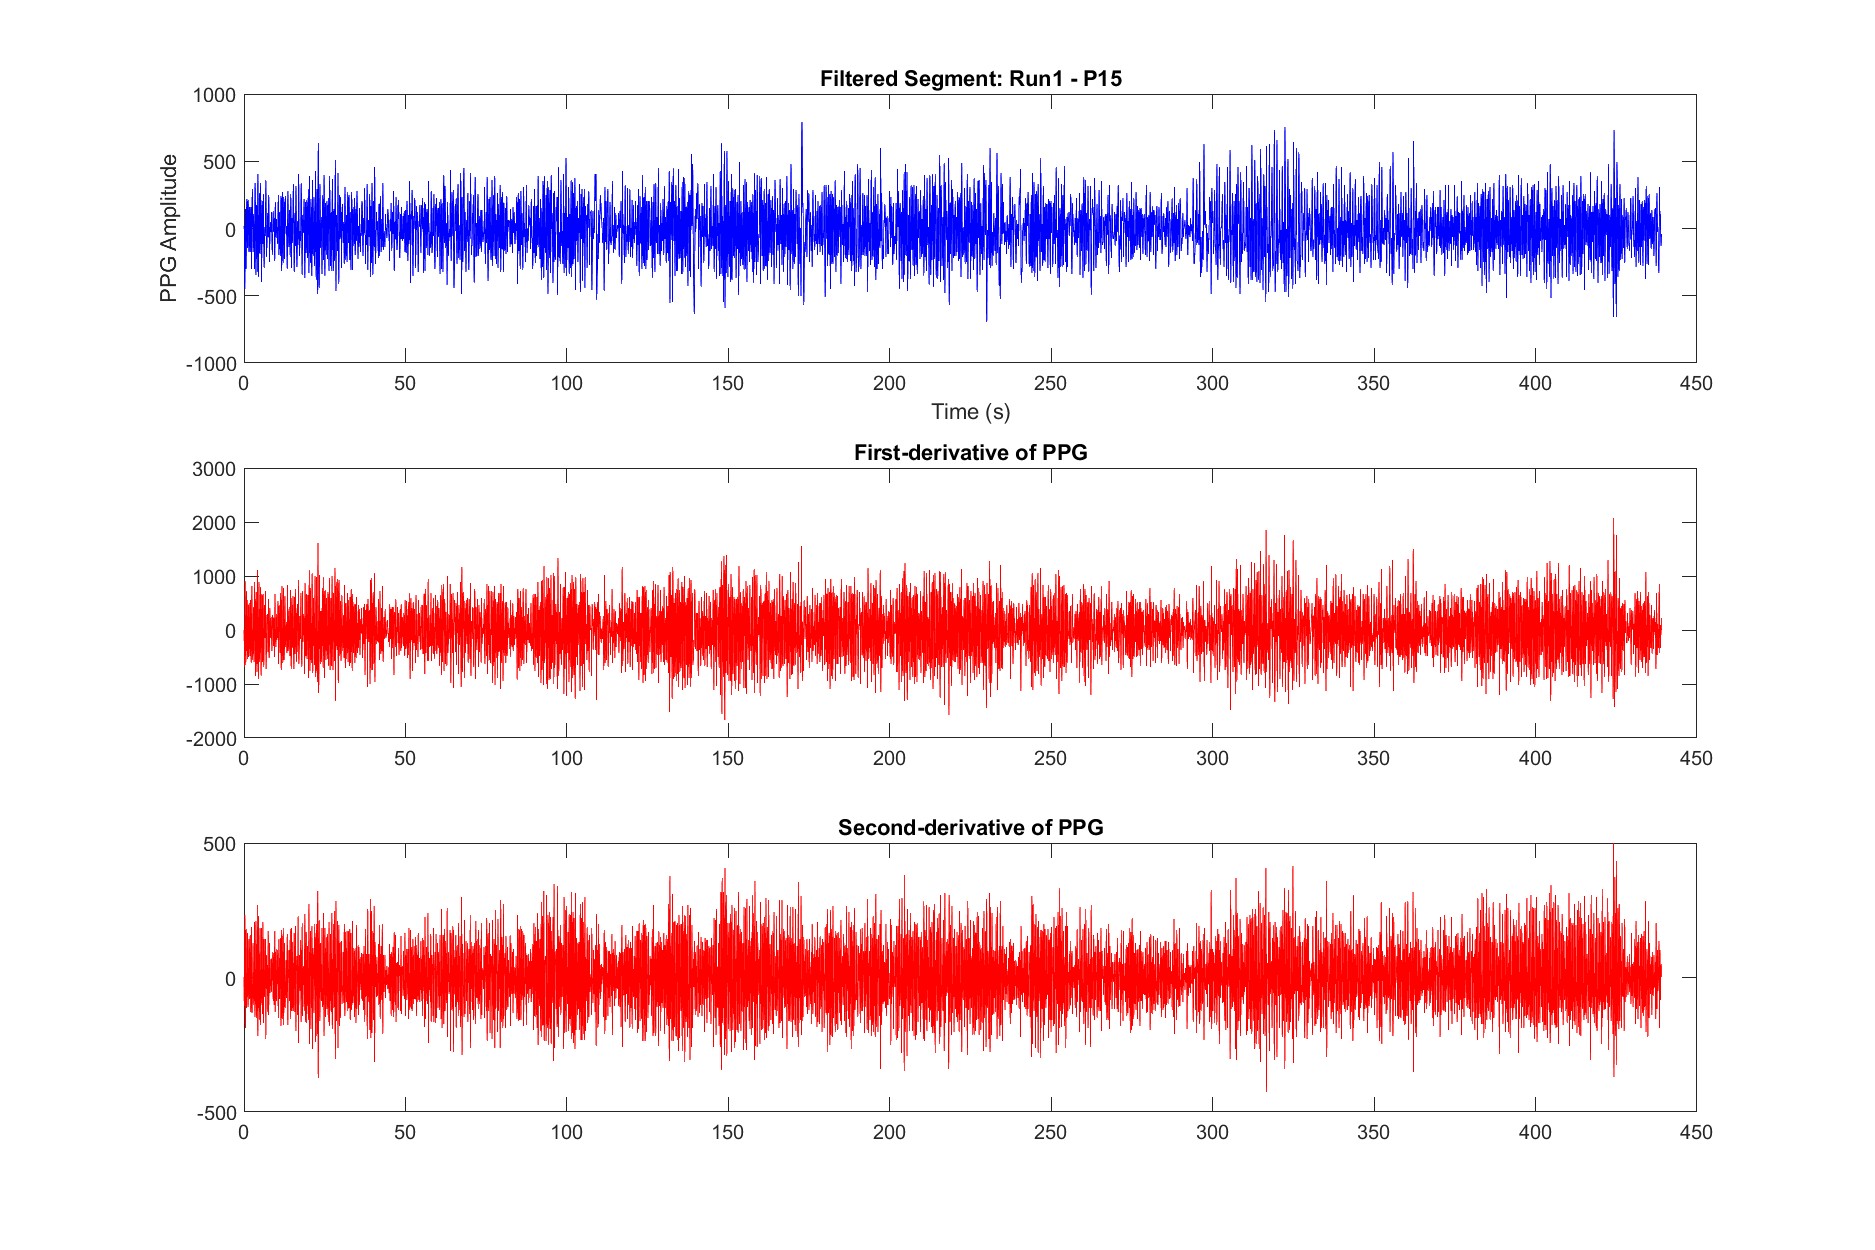 Filtered Segment: Run1 - P15
1000
500
0
-500
-1000
PPG Amplitude
0 50 100 150 200 250 300 350 400 450
Time (s)
First-derivative of PPG
3000
2000
1000
0
-1000
-2000
0 50 100 150 200 250 300 350 400 450
Second-derivative of PPG
500
0
-500
0 50 100 150 200 250 300 350 400 450